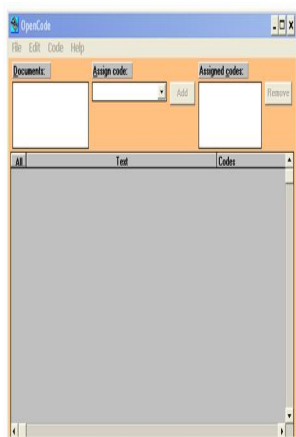 OpenCode
File Edit Code Help
Documents: Assign code: Assigned codes:
Add Remove
All Text Codes